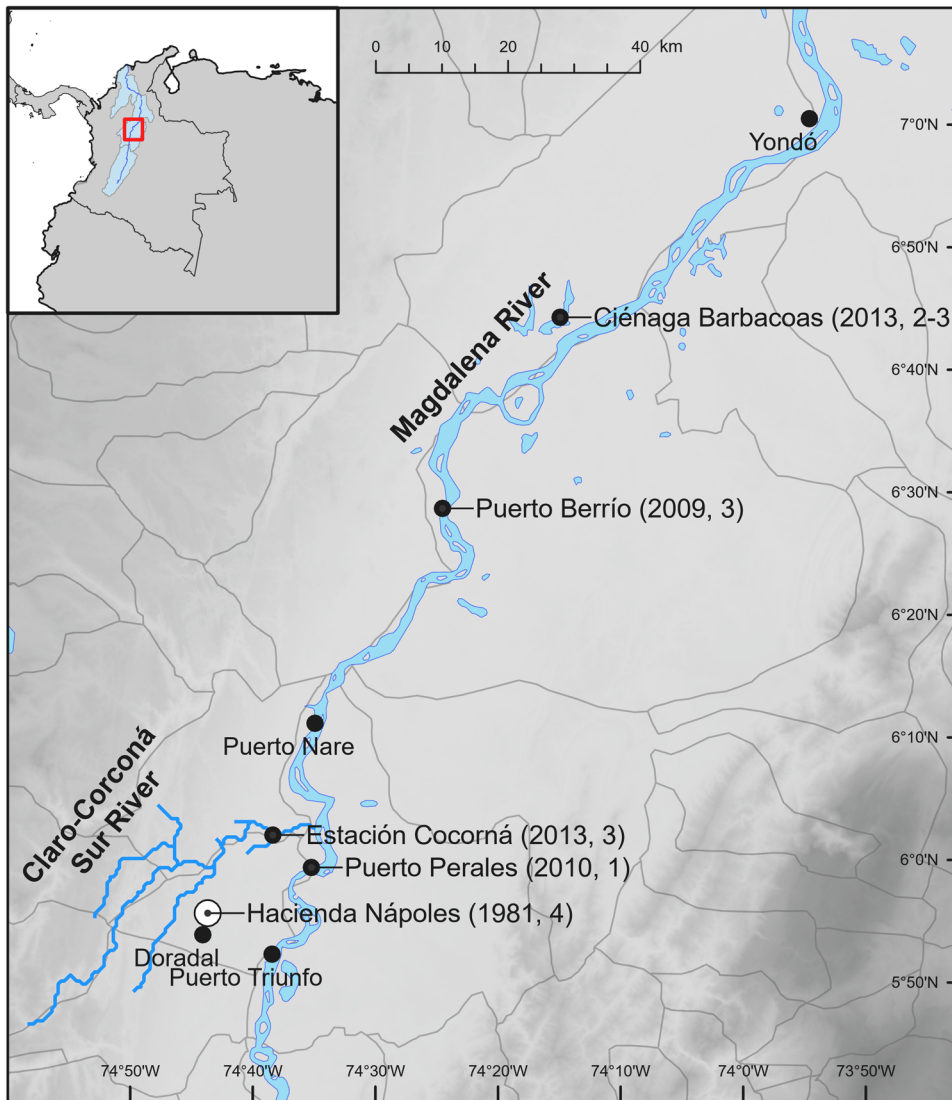 0 10 20 40 km
7°0'N
Yondó
6°50'N
Magdalena River
Ciénaga Barbacoas (2013, 2-3
6°40'N
6°30'N
Puerto Berrío (2009, 3)
6°20'N
6°10'N
Puerto Nare
Claro-Corconá
Sur River
Estación Cocorná (2013, 3)
6°0'N
Puerto Perales (2010, 1)
Hacienda Nápoles (1981, 4)
Doradal
Puerto Triunfo
5°50'N
74°50'W 74°40'W 74°30'W 74°20'W 74°10'W 74°0'W 73°50'W